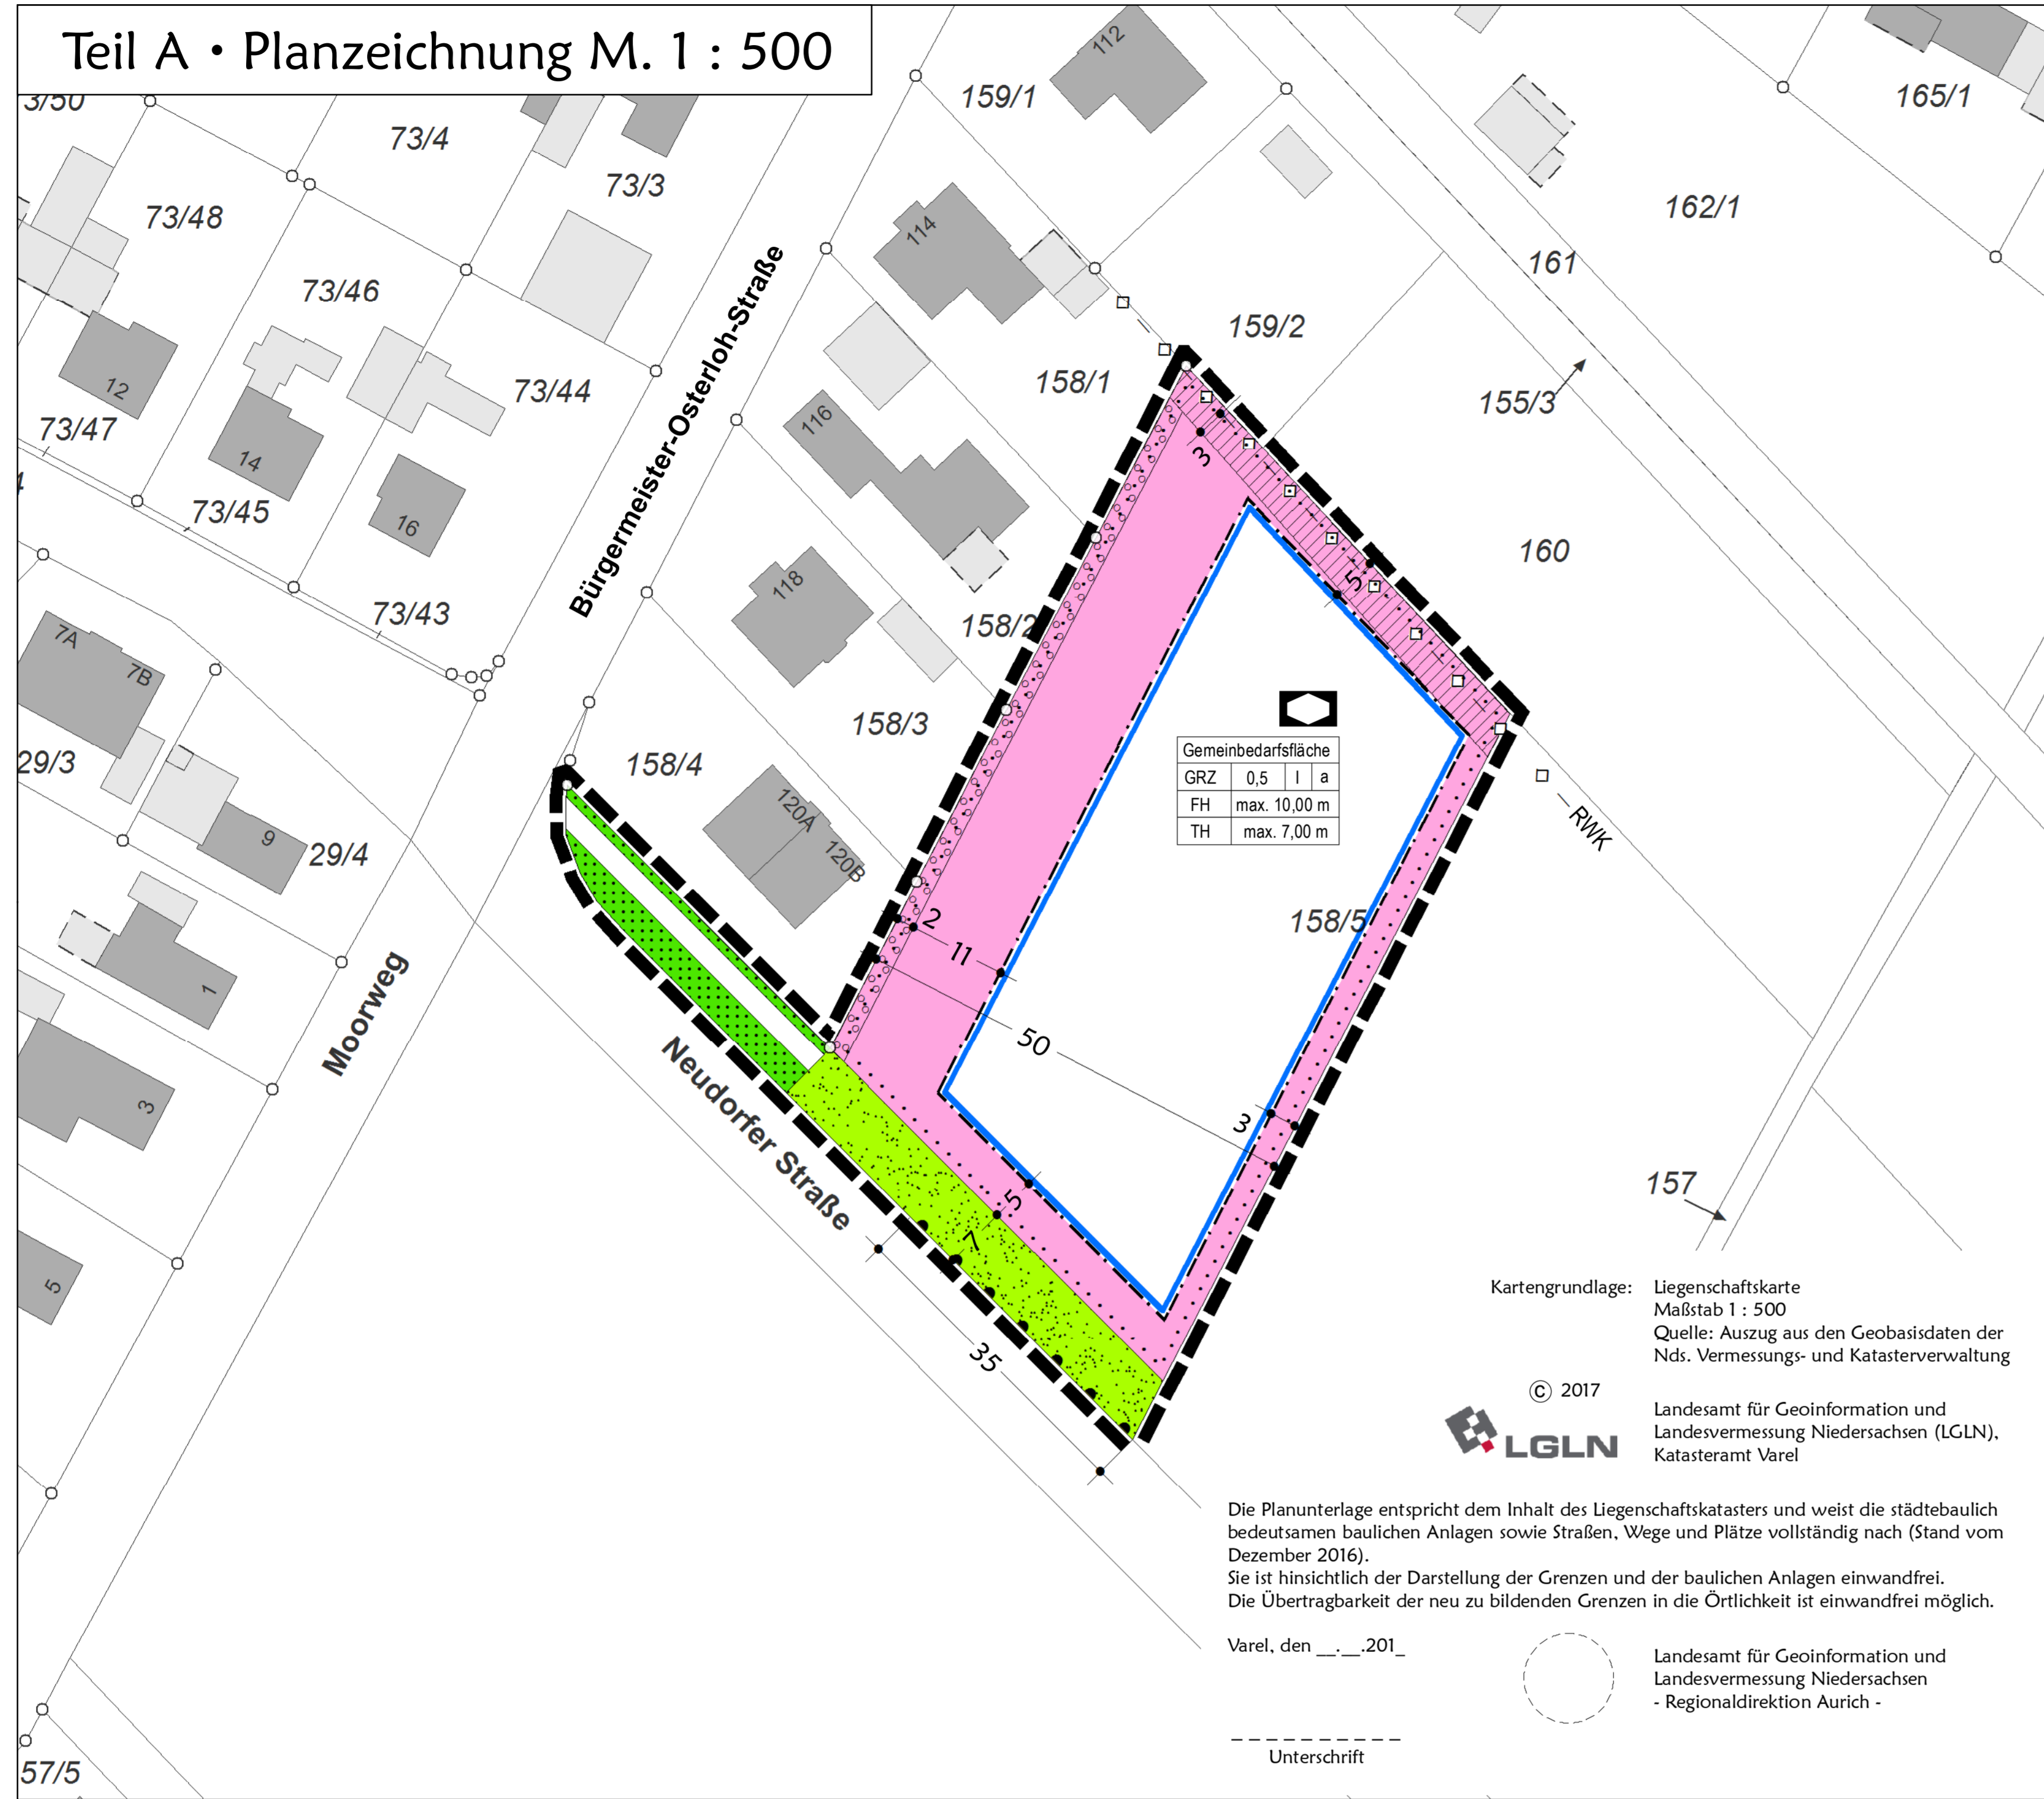 Teil A • Planzeichnung M. 1 : 500
3/50
73/4
73/3
73/48
73/46
73/44
12
73/47
14
73/45
16
73/43
7A
7B
29/3
9
29/4
1
3
5
57/5
Bürgermeister-Osterloh-Straße
Moorweg
Neudorfer Straße
112
159/1
114
159/2
158/1
116
118
158/2
158/3
158/4
120A
120B
165/1
162/1
161
155/3
160
158/5
157
RWK
3
5
2
11
50
3
5
7
35
Gemeinbedarfsfläche
GRZ 0,5 I a
FH max. 10,00 m
TH max. 7,00 m
Kartengrundlage: Liegenschaftskarte
Maßstab 1 : 500
Quelle: Auszug aus den Geobasisdaten der
Nds. Vermessungs- und Katasterverwaltung
© 2017
LGLN
Landesamt für Geoinformation und
Landesvermessung Niedersachsen (LGLN),
Katasteramt Varel
Die Planunterlage entspricht dem Inhalt des Liegenschaftskatasters und weist die städtebaulich
bedeutsamen baulichen Anlagen sowie Straßen, Wege und Plätze vollständig nach (Stand vom
Dezember 2016).
Sie ist hinsichtlich der Darstellung der Grenzen und der baulichen Anlagen einwandfrei.
Die Übertragbarkeit der neu zu bildenden Grenzen in die Örtlichkeit ist einwandfrei möglich.
Varel, den __.__.201_
Landesamt für Geoinformation und
Landesvermessung Niedersachsen
- Regionaldirektion Aurich -
Unterschrift